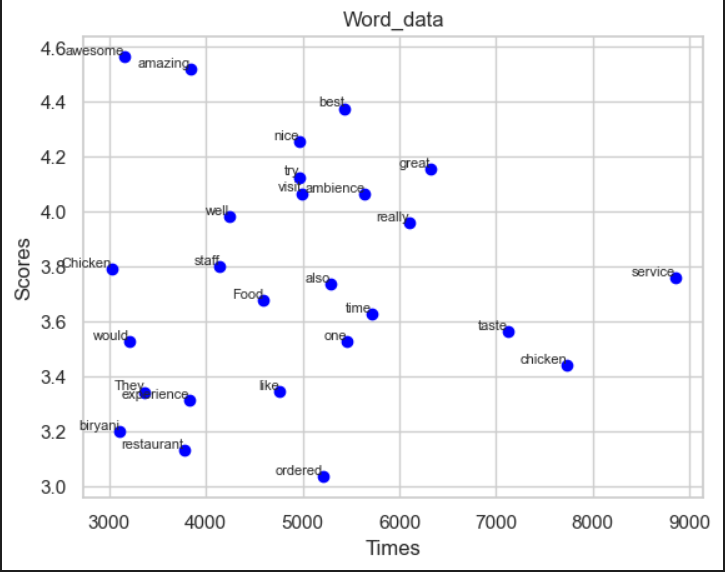 Word_data
4.6
awesome
amazing
4.4
best
nice
4.2
great
try
visit
ambience
4.0
well
really
3.8
Chicken
staff
service
also
Food
time
3.6
taste
would
one
chicken
3.4
They
like
experience
3.2
biryani
restaurant
ordered
3.0
Scores
3000 4000 5000 6000 7000 8000 9000
Times